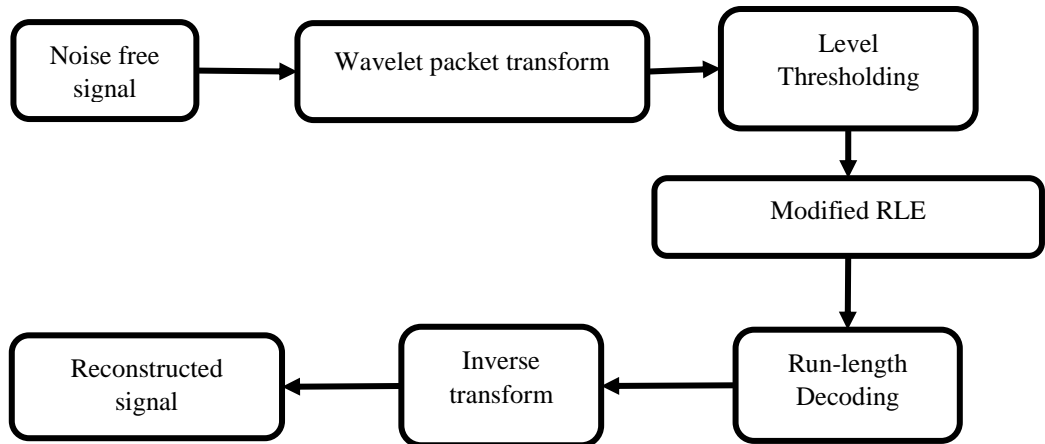 Noise free
signal
Wavelet packet transform
Level
Thresholding
Modified RLE
Run-length
Decoding
Inverse
transform
Reconstructed
signal